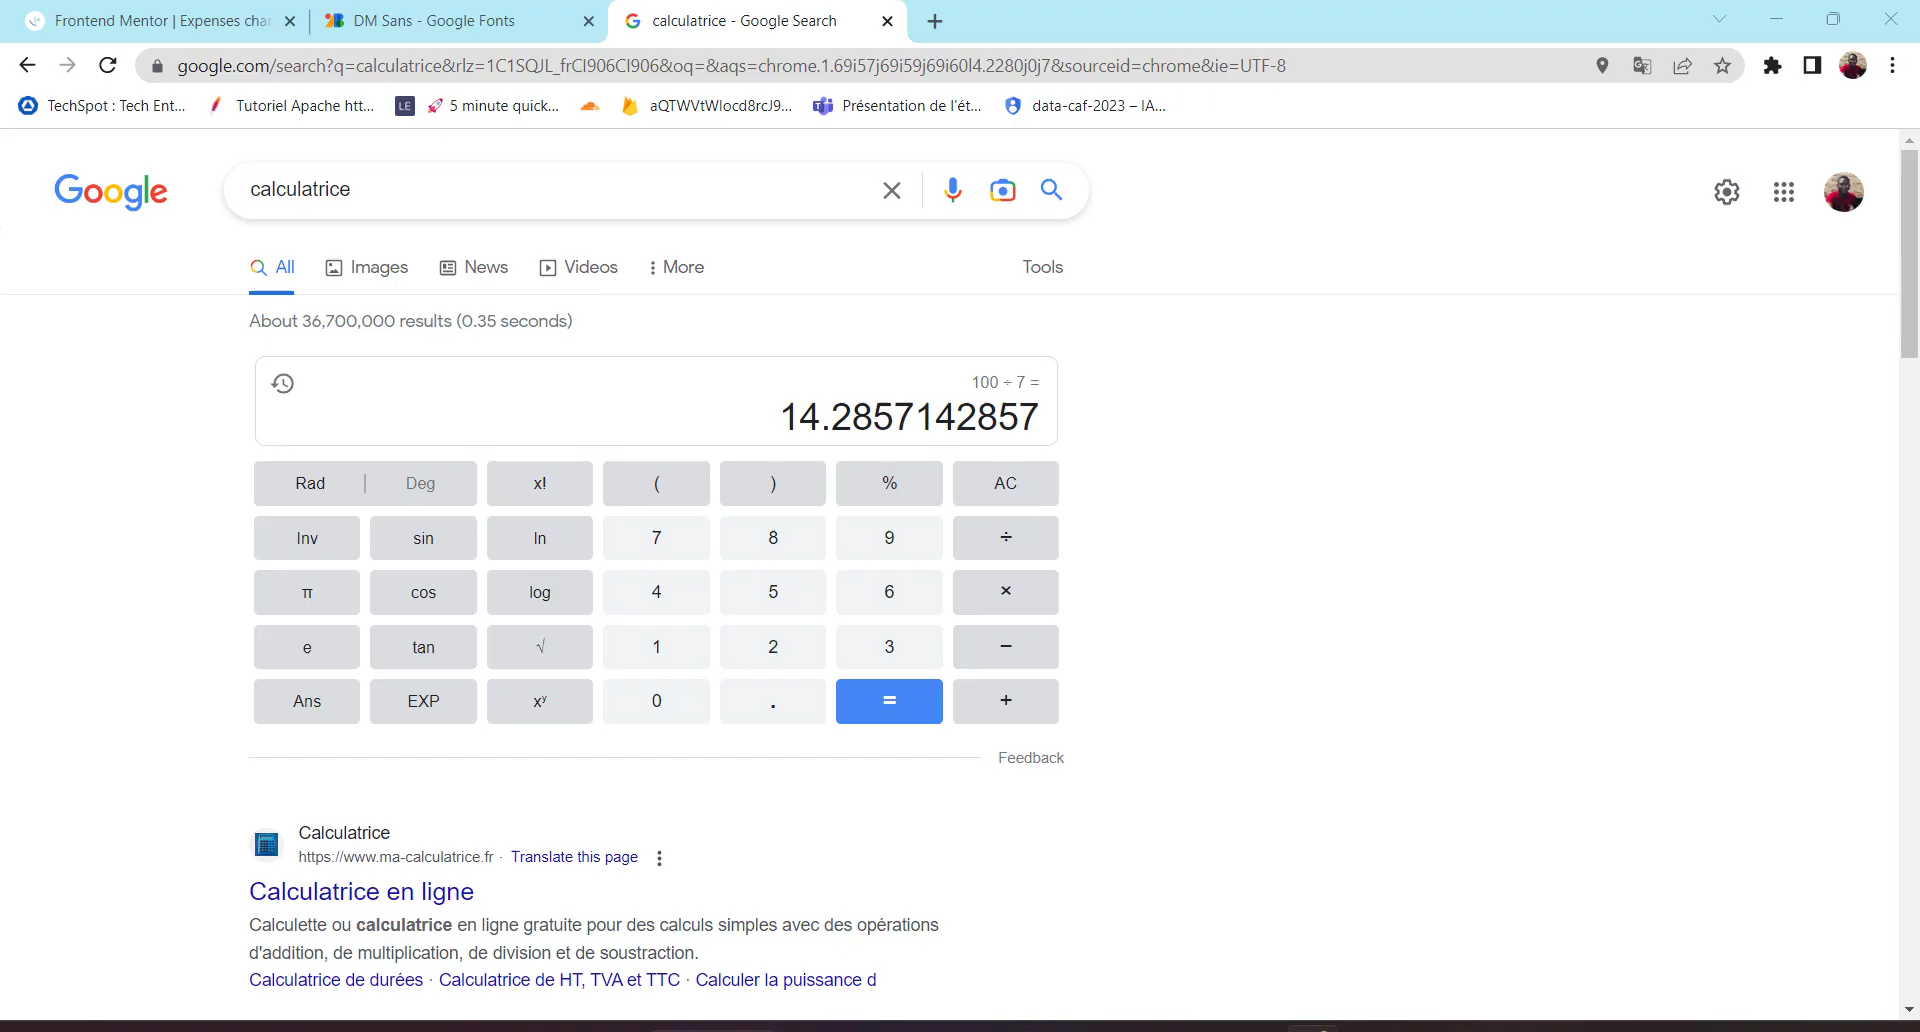 Frontend Mentor | Expenses char
DM Sans - Google Fonts
calculatrice - Google Search
google.com/search?q=calculatrice&rlz=1C1SQJL_frCI906CI906&oq=&aqs=chrome.1.69i57j69i59j69i60l4.2280j0j7&sourceid=chrome&ie=UTF-8
TechSpot : Tech Ent...
Tutoriel Apache htt...
LE
5 minute quick...
aQTWVtWlocd8rcJ9...
Présentation de l'ét...
data-caf-2023 – IA...
Google
calculatrice
All
Images
News
Videos
More
Tools
About 36,700,000 results (0.35 seconds)
100 ÷ 7 =
14.2857142857
Rad | Deg x! ( ) % AC
Inv sin ln 7 8 9 ÷
π cos log 4 5 6 ×
e tan √ 1 2 3 −
Ans EXP xʸ 0 . = +
Feedback
Calculatrice
https://www.ma-calculatrice.fr · Translate this page
Calculatrice en ligne
Calculette ou calculatrice en ligne gratuite pour des calculs simples avec des opérations
d'addition, de multiplication, de division et de soustraction.
Calculatrice de durées · Calculatrice de HT, TVA et TTC · Calculer la puissance d